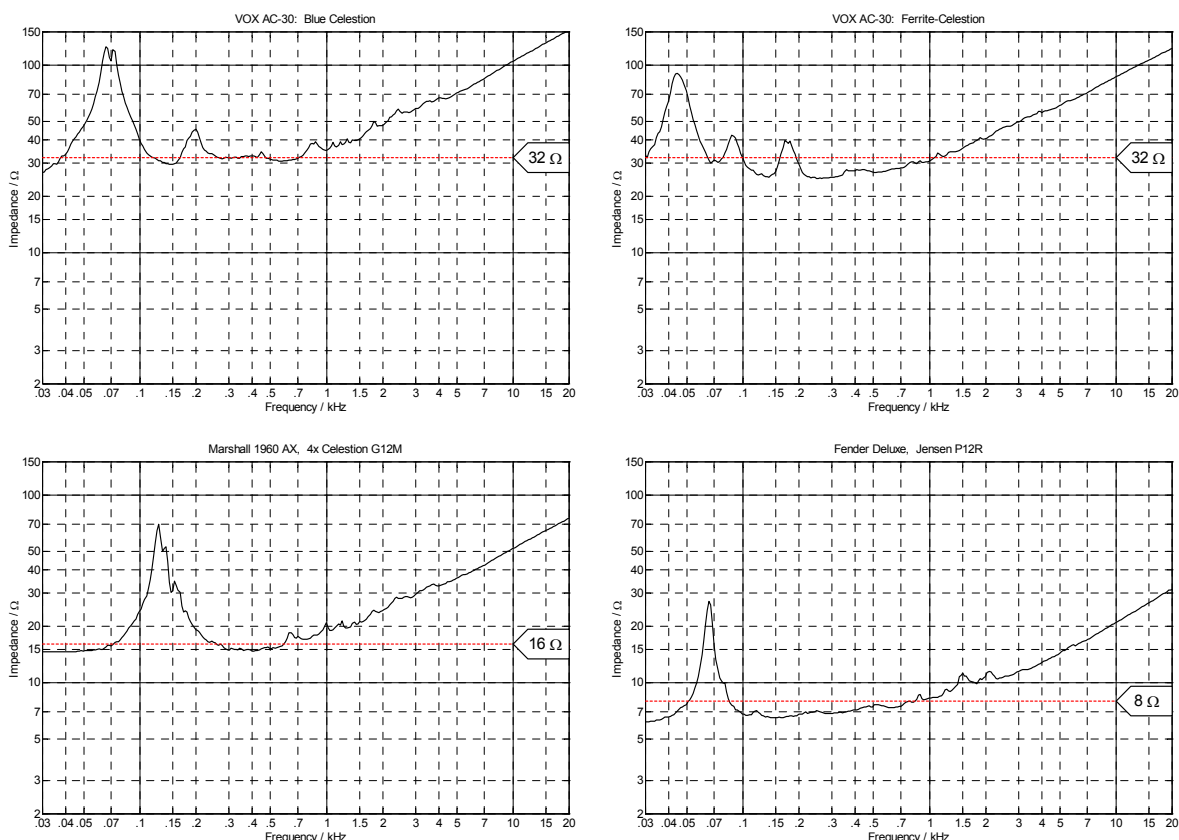 VOX AC-30: Blue Celestion
150
100
70
50
40
30
20
15
10
7
5
3
2
Impedance / Ω
32 Ω
.03 .04 .05 .07 .1 .15 .2 .3 .4 .5 .7 1 1.5 2 3 4 5 7 10 15 20
Frequency / kHz
VOX AC-30: Ferrite-Celestion
150
100
70
50
40
30
20
15
10
7
5
3
2
Impedance / Ω
32 Ω
.03 .04 .05 .07 .1 .15 .2 .3 .4 .5 .7 1 1.5 2 3 4 5 7 10 15 20
Frequency / kHz
Marshall 1960 AX, 4x Celestion G12M
150
100
70
50
40
30
20
15
10
7
5
3
2
Impedance / Ω
16 Ω
.03 .04 .05 .07 .1 .15 .2 .3 .4 .5 .7 1 1.5 2 3 4 5 7 10 15 20
Frequency / kHz
Fender Deluxe, Jensen P12R
150
100
70
50
40
30
20
15
10
7
5
3
2
Impedance / Ω
8 Ω
.03 .04 .05 .07 .1 .15 .2 .3 .4 .5 .7 1 1.5 2 3 4 5 7 10 15 20
Frequency / kHz